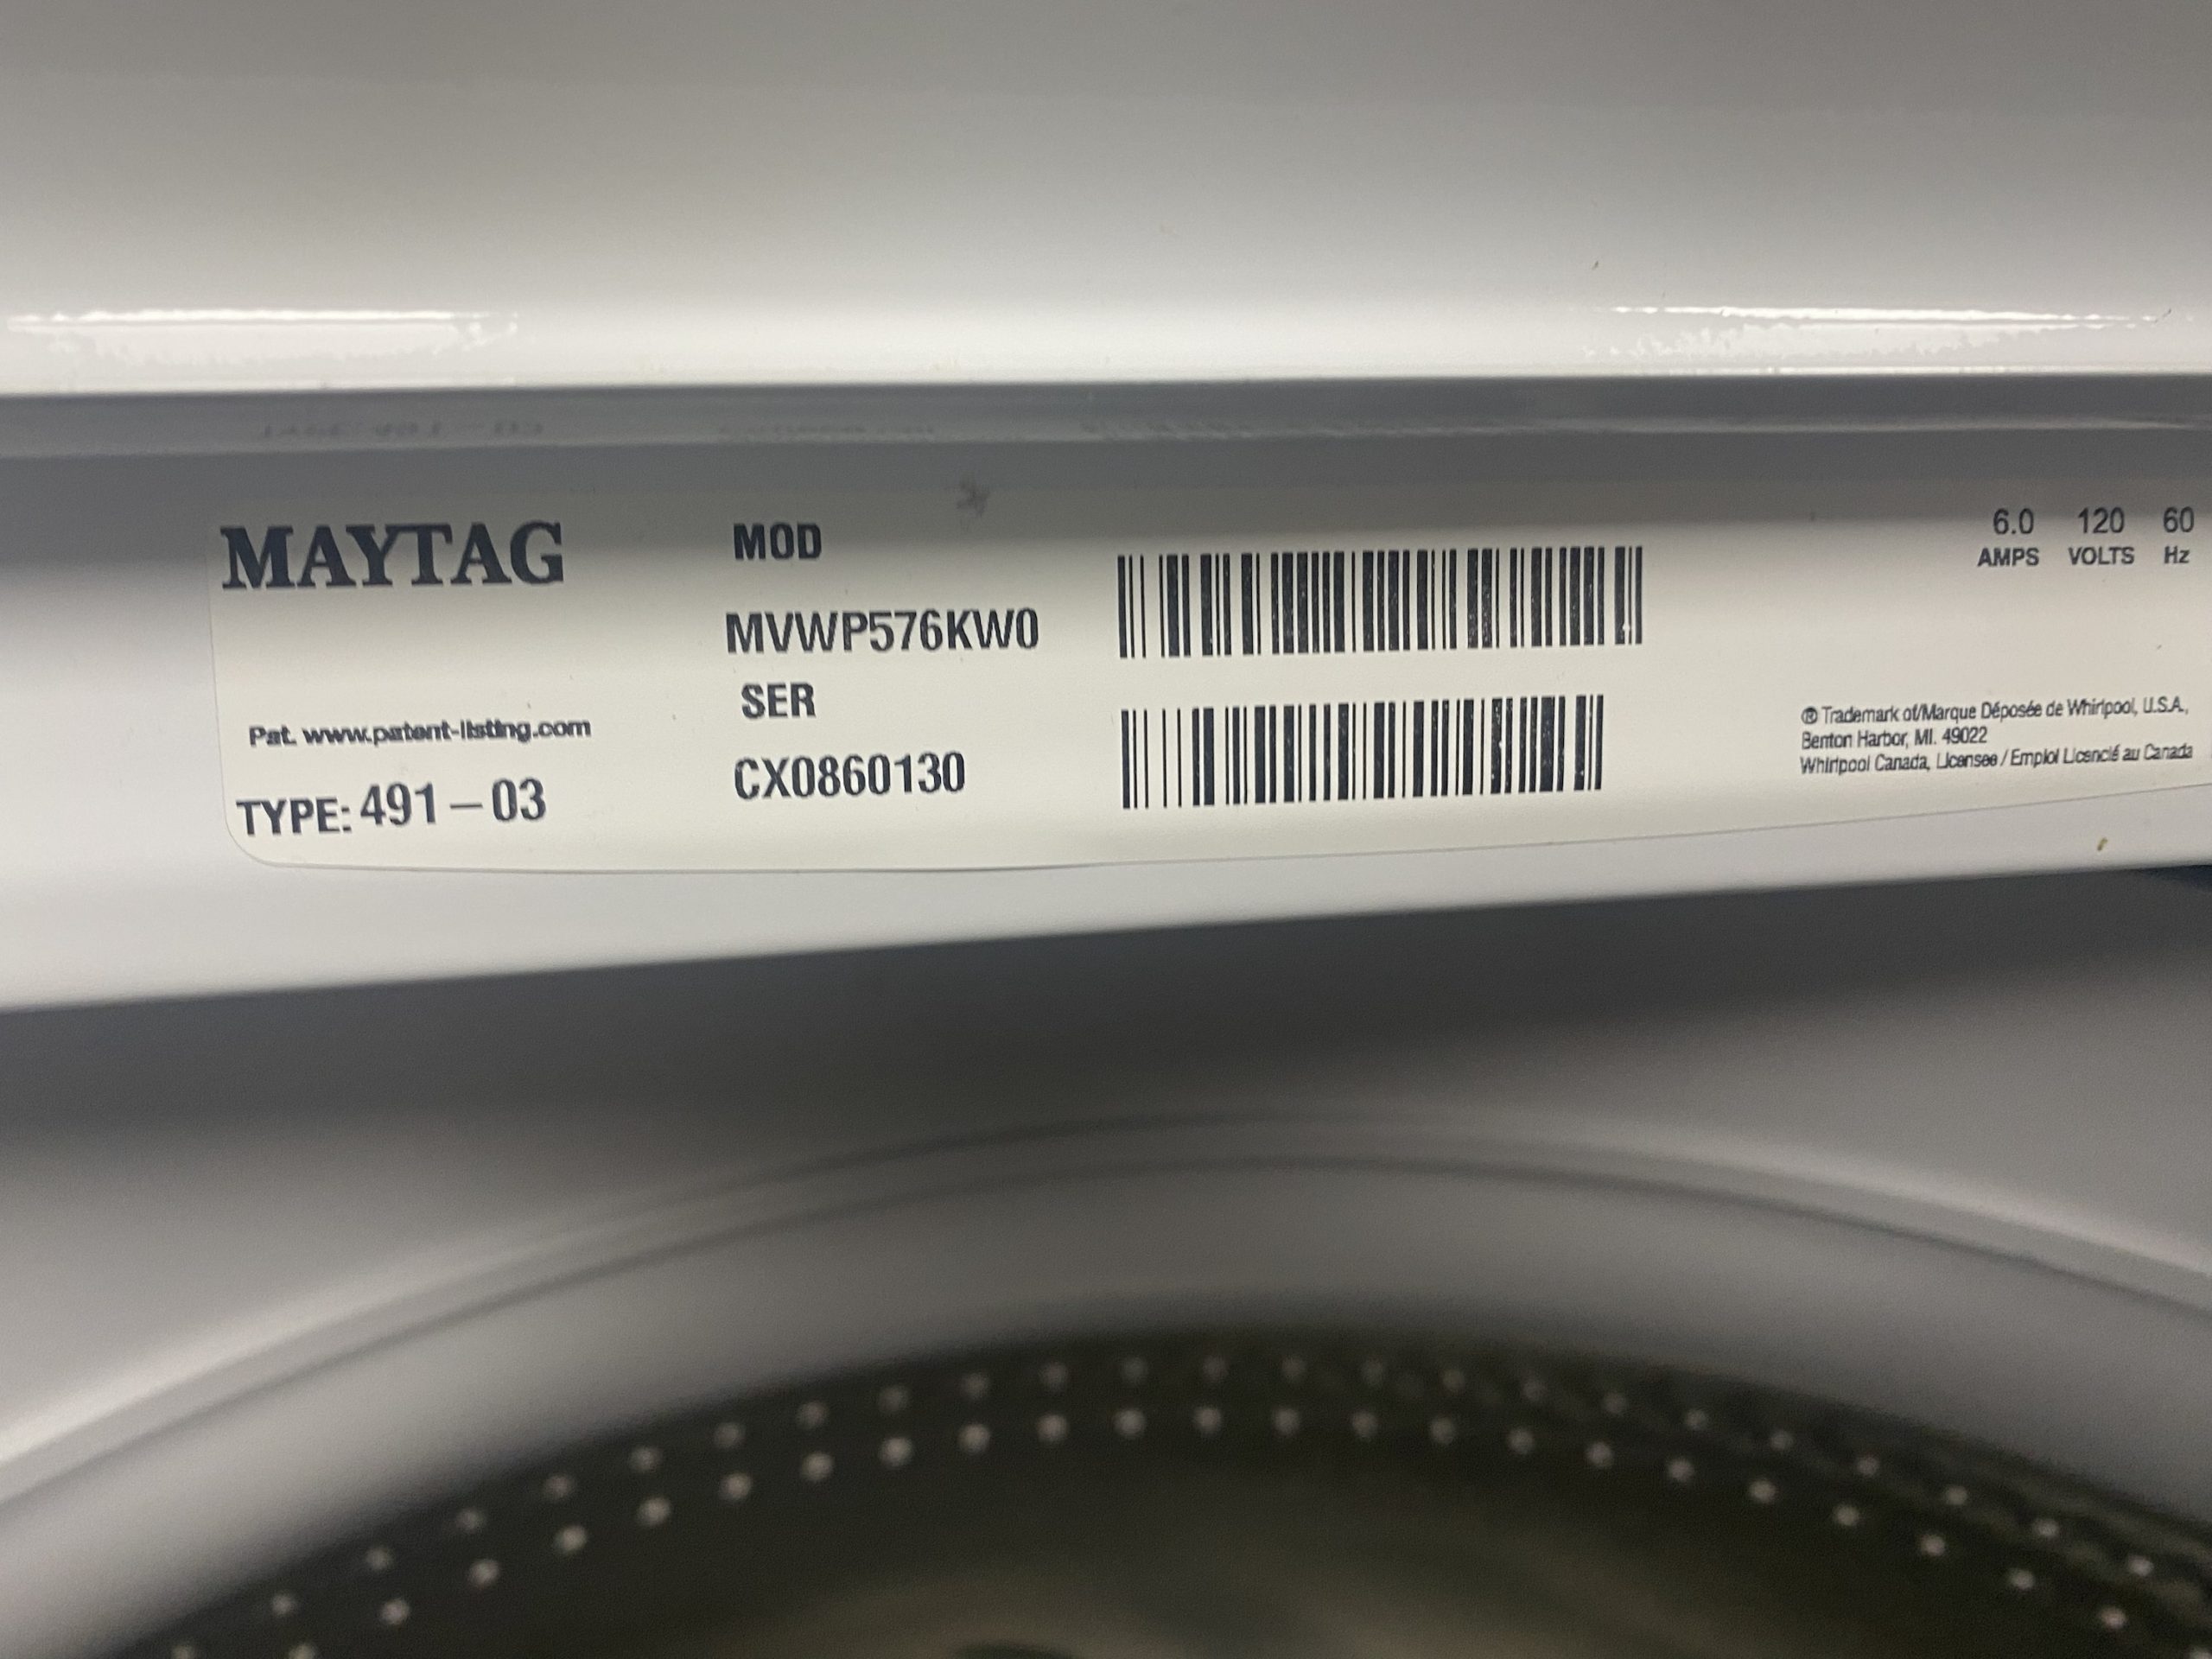 MAYTAG
Pat. www.patent-listing.com
TYPE: 491-03
MOD
MVWP576KW0
SER
CX0860130
6.0 120 60
AMPS VOLTS Hz
® Trademark of/Marque Déposée de Whirlpool, U.S.A.,
Benton Harbor, MI. 49022
Whirlpool Canada, Licensee / Emploi Licencié au Canada